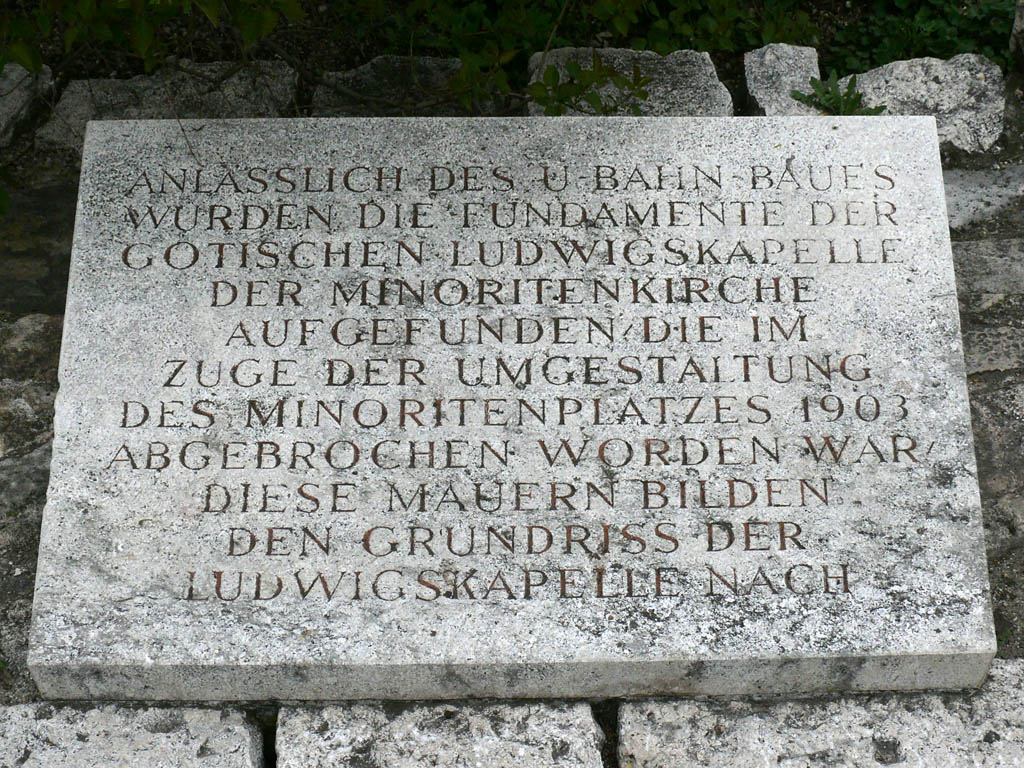 ANLÄSSLICH DES U-BAHN-BAUES
WURDEN DIE FUNDAMENTE DER
GOTISCHEN LUDWIGSKAPELLE
DER MINORITENKIRCHE
AUFGEFUNDEN/DIE IM
ZUGE DER UMGESTALTUNG
DES MINORITENPLATZES 1903
ABGEBROCHEN WORDEN WAR/
DIESE MAUERN BILDEN
DEN GRUNDRISS DER
LUDWIGSKAPELLE NACH